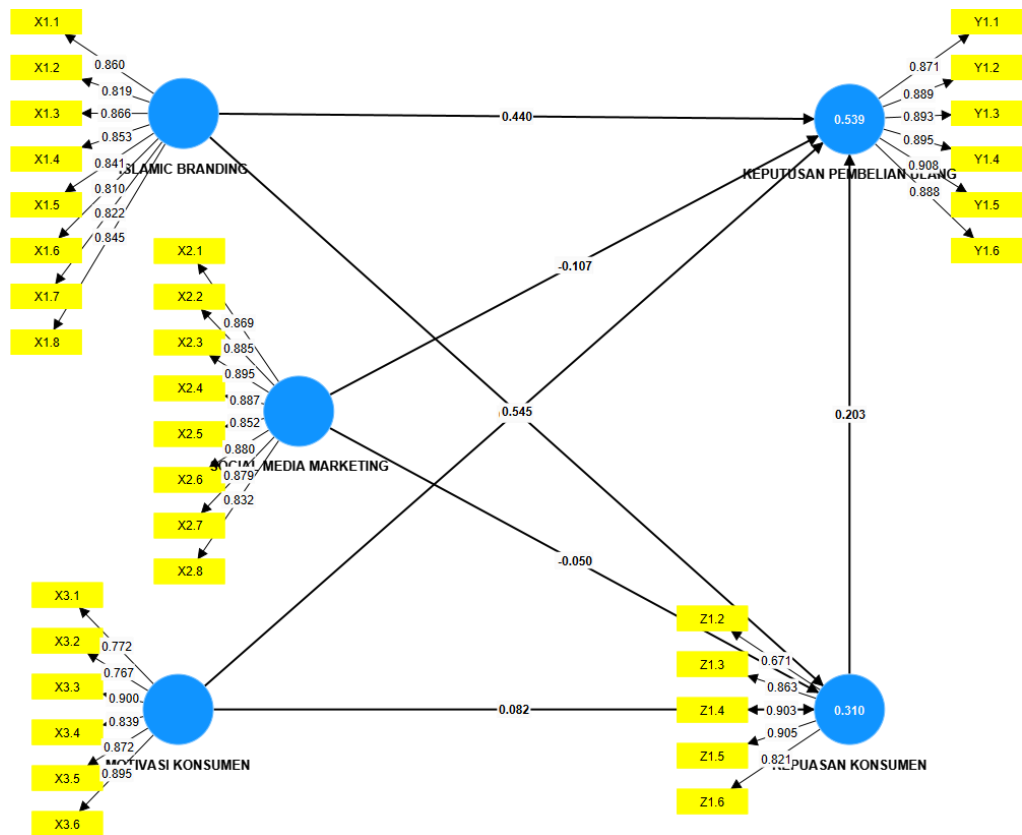 X1.1
X1.2
X1.3
X1.4
X1.5
X1.6
X1.7
X1.8
0.860
0.819
0.866
0.853
0.841
0.810
0.822
0.845
ISLAMIC BRANDING
0.440
Y1.1
Y1.2
Y1.3
Y1.4
Y1.5
Y1.6
0.871
0.889
0.893
0.895
0.908
0.888
0.539
KEPUTUSAN PEMBELIAN ULANG
X2.1
X2.2
X2.3
X2.4
X2.5
X2.6
X2.7
X2.8
0.869
0.885
0.895
0.887
0.852
0.880
0.879
0.832
SOCIAL MEDIA MARKETING
-0.107
0.545
0.203
-0.050
X3.1
X3.2
X3.3
X3.4
X3.5
X3.6
0.772
0.767
0.900
0.839
0.872
0.895
MOTIVASI KONSUMEN
0.082
Z1.2
Z1.3
Z1.4
Z1.5
Z1.6
0.671
0.863
0.903
0.905
0.821
0.310
KEPUASAN KONSUMEN